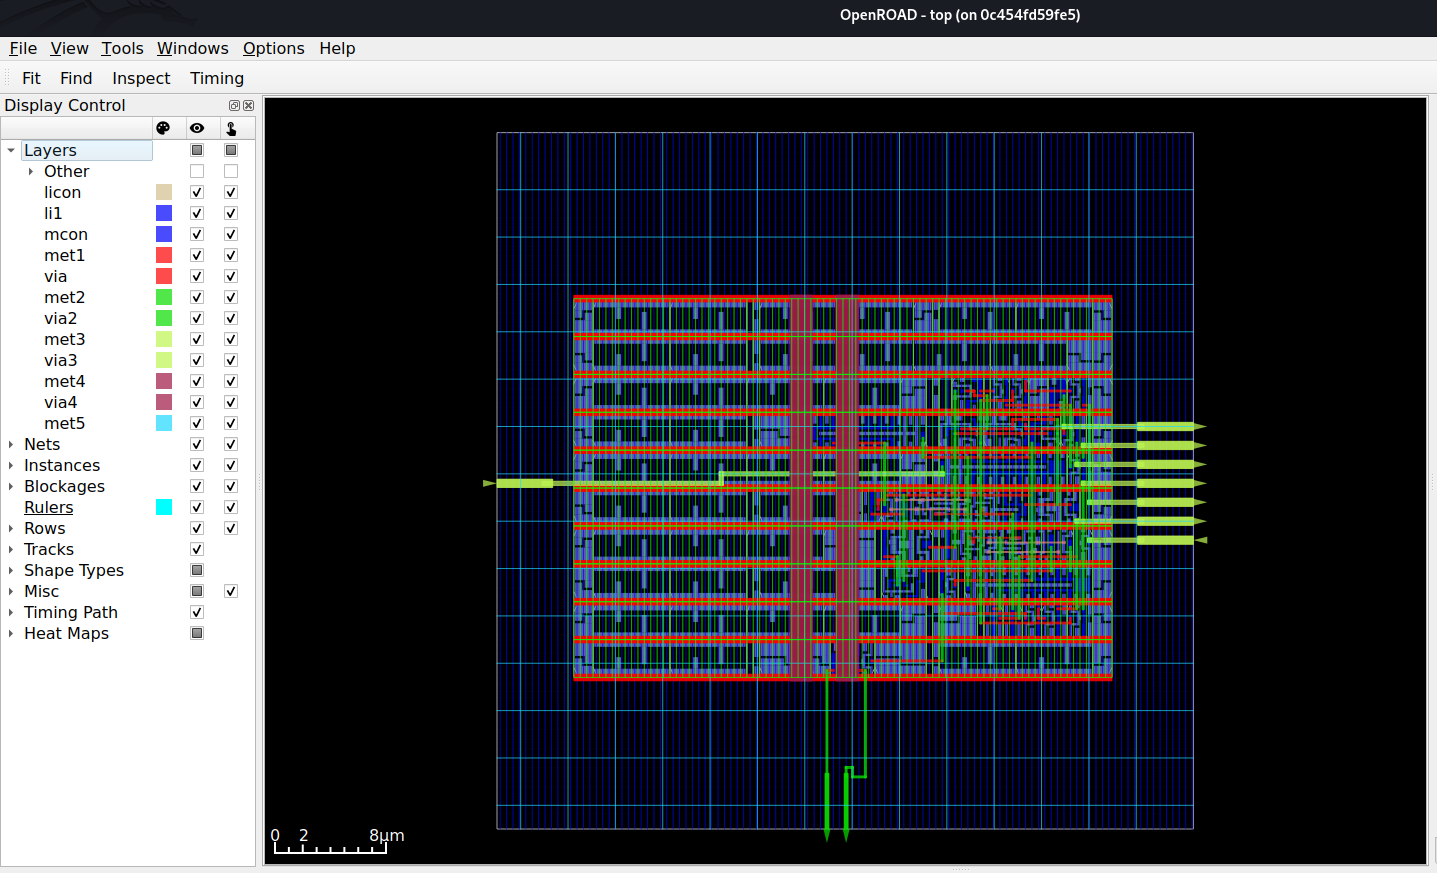 OpenROAD - top (on 0c454fd59fe5)
File View Tools Windows Options Help
Fit Find Inspect Timing
Display Control
Layers
Other
licon
li1
mcon
met1
via
met2
via2
met3
via3
met4
via4
met5
Nets
Instances
Blockages
Rulers
Rows
Tracks
Shape Types
Misc
Timing Path
Heat Maps
0 2 8μm